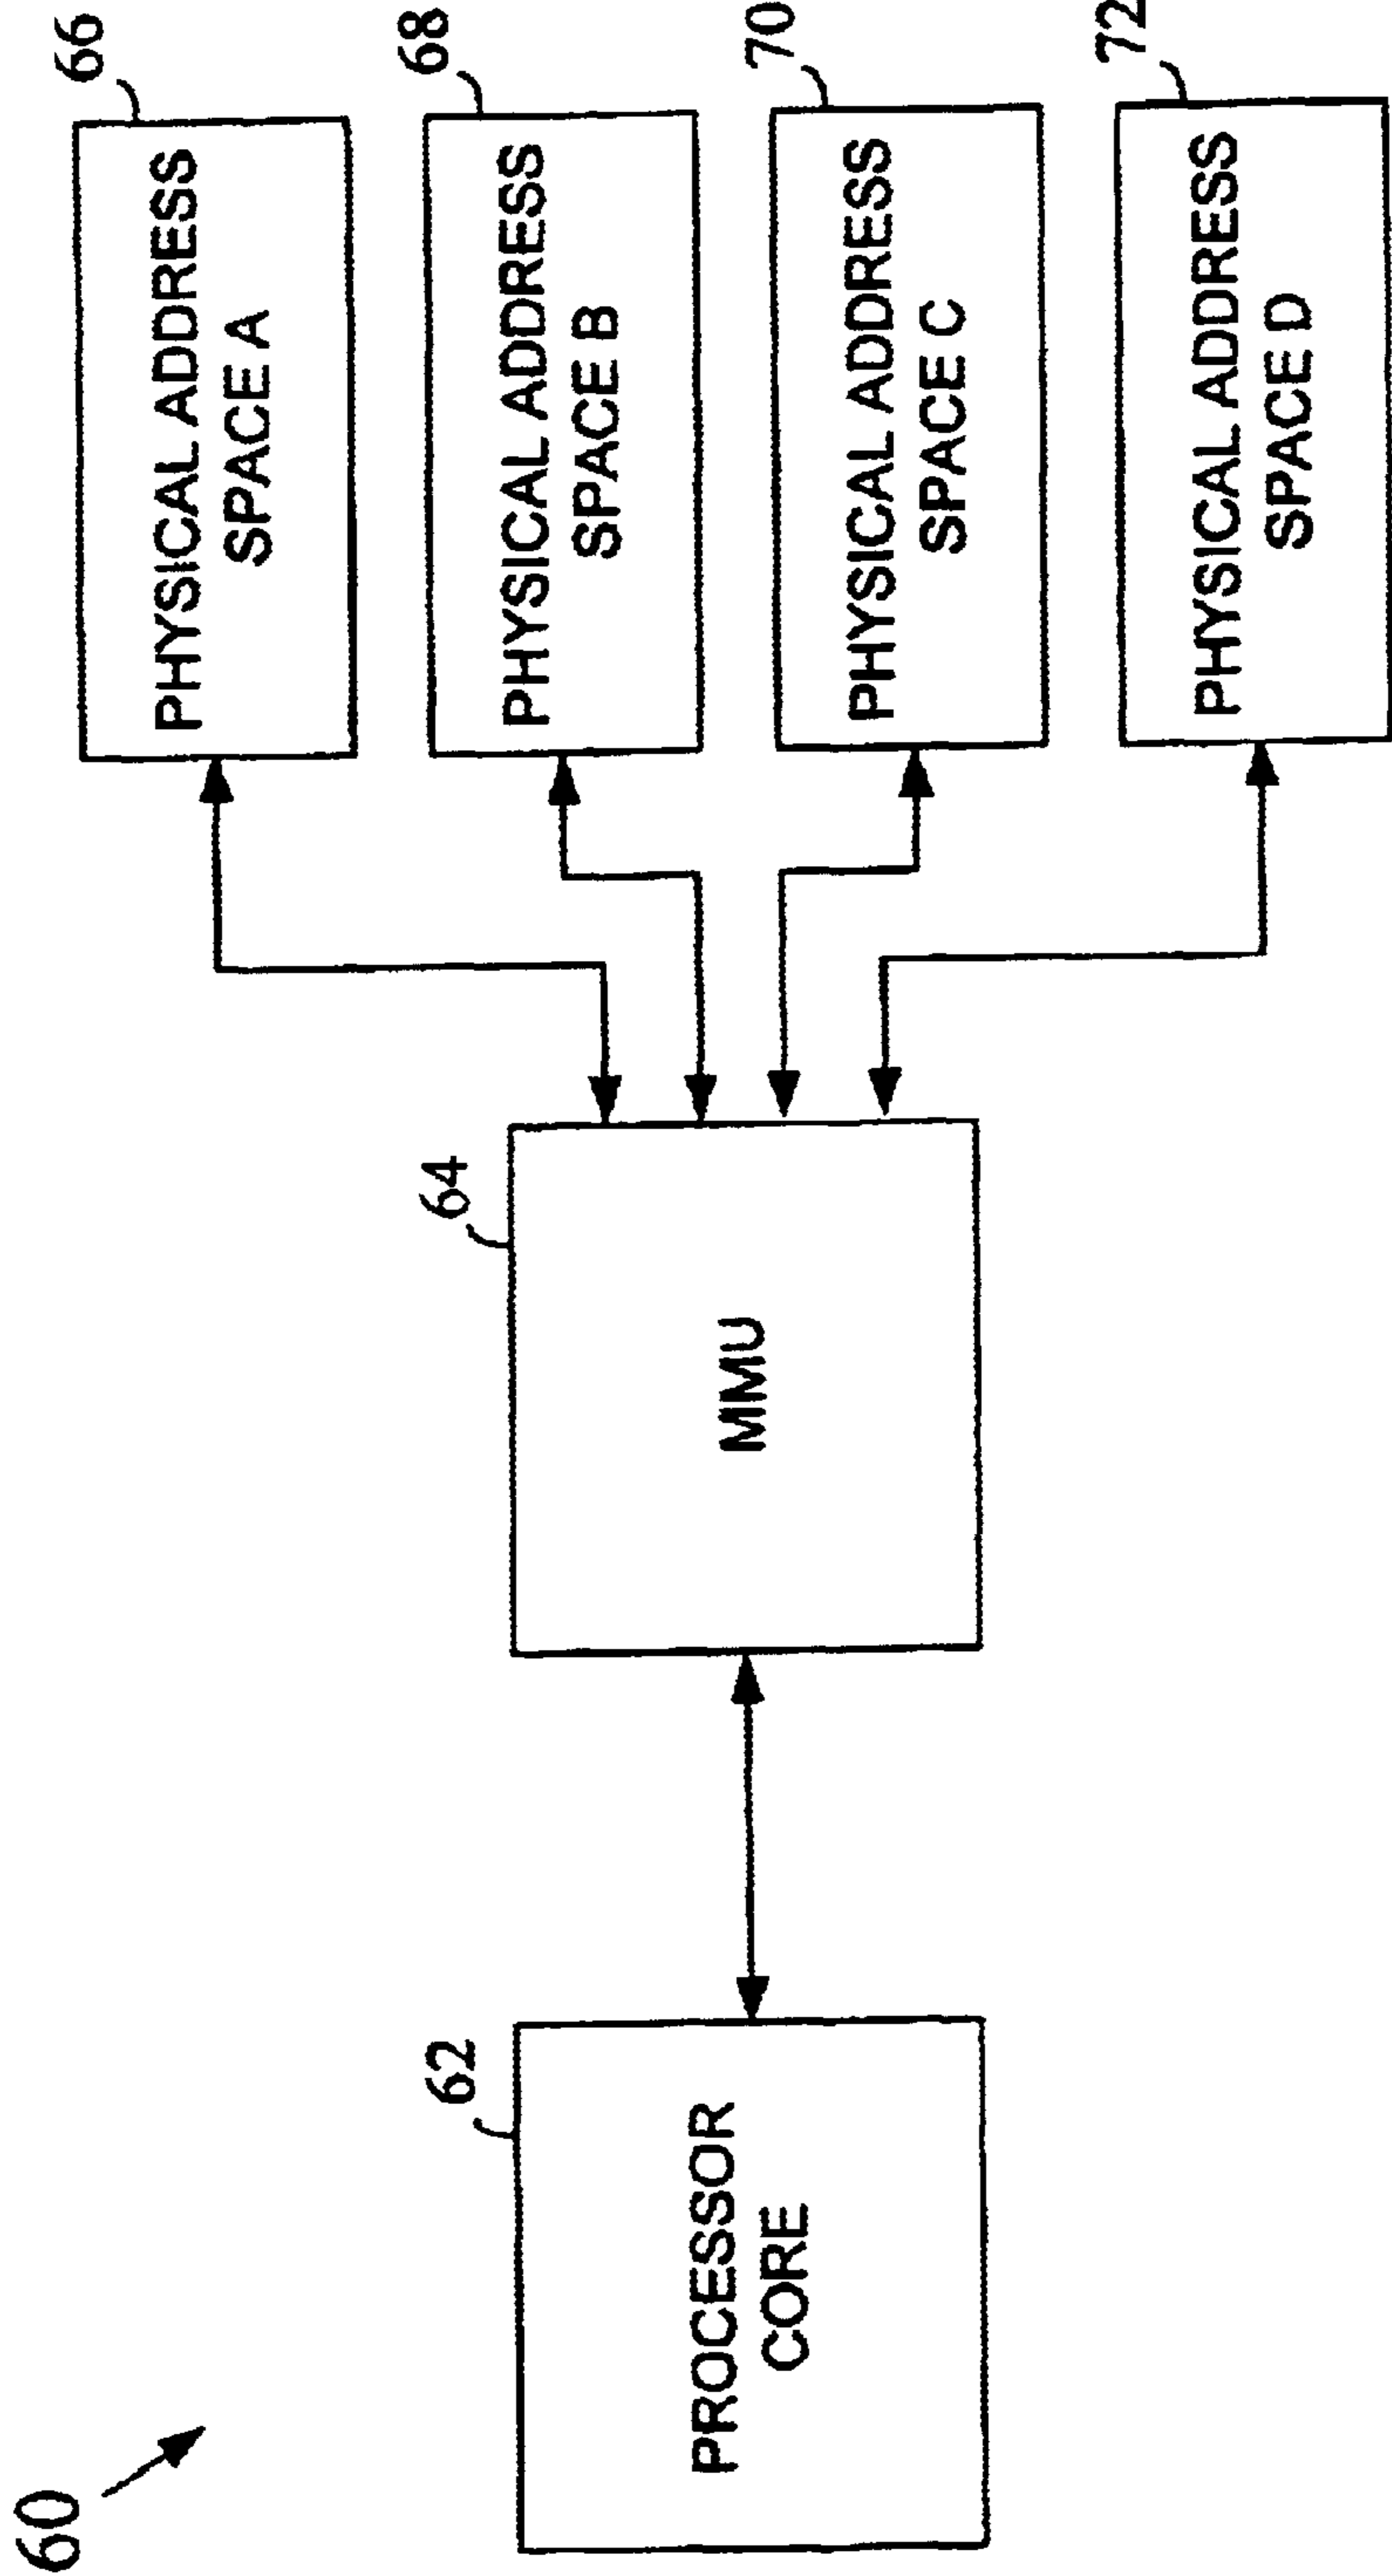 60
62
PROCESSOR
CORE
64
MMU
66
PHYSICAL ADDRESS
SPACE A
68
PHYSICAL ADDRESS
SPACE B
70
PHYSICAL ADDRESS
SPACE C
72
PHYSICAL ADDRESS
SPACE D